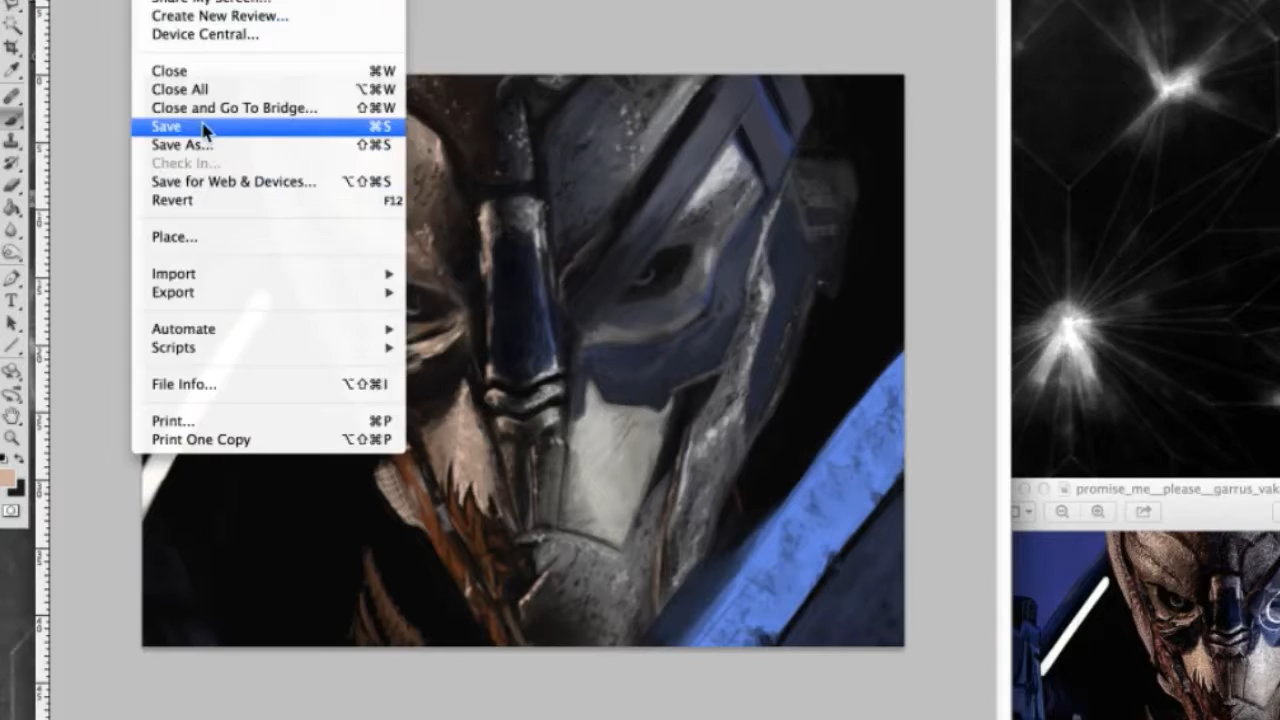 Share My Screen...
Create New Review...
Device Central...
Close ⌘W
Close All ⌥⌘W
Close and Go To Bridge... ⇧⌘W
Save ⌘S
Save As... ⇧⌘S
Check In...
Save for Web & Devices... ⌥⇧⌘S
Revert F12
Place...
Import
Export
Automate
Scripts
File Info... ⌥⇧⌘I
Print... ⌘P
Print One Copy ⌥⇧⌘P
promise_me__please__garrus_vak